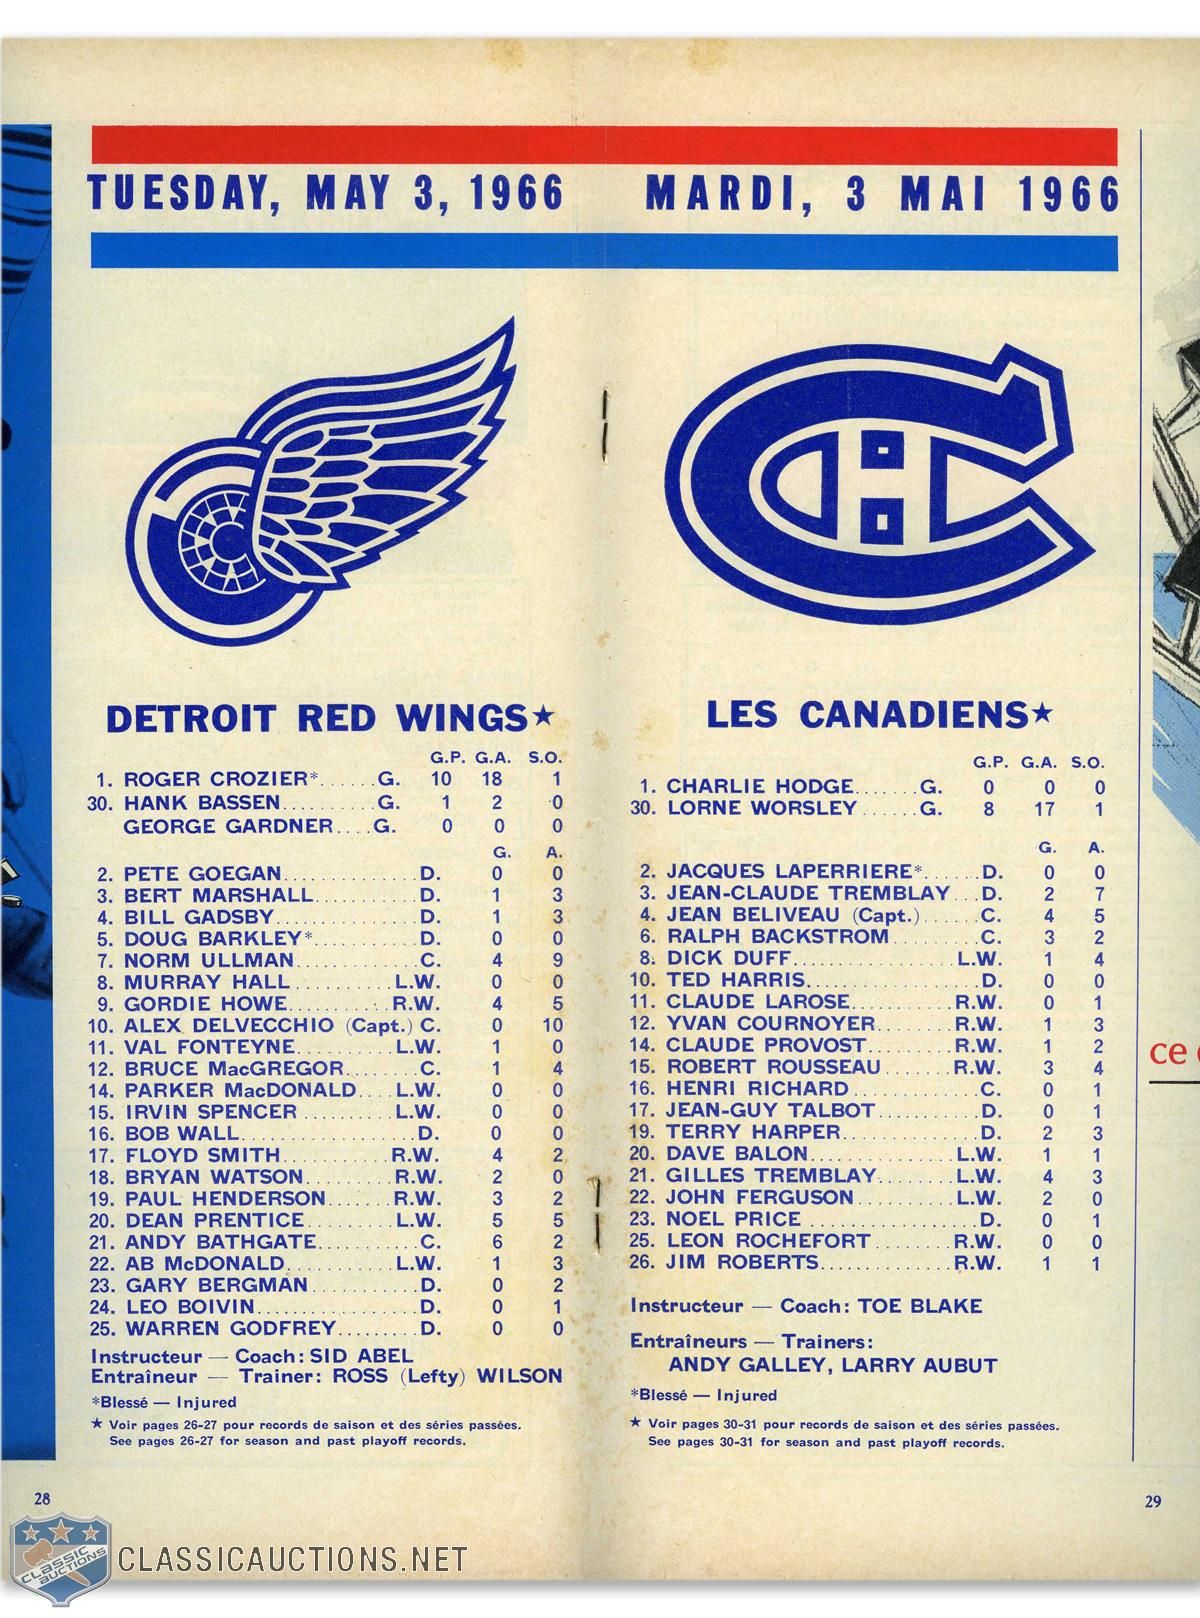 TUESDAY, MAY 3, 1966
DETROIT RED WINGS★
G.P. G.A. S.O.
1. ROGER CROZIER*......G. 10 18 1
30. HANK BASSEN..........G. 1 2 0
GEORGE GARDNER....G. 0 0 0
G. A.
2. PETE GOEGAN...............D. 0 0
3. BERT MARSHALL...........D. 1 3
4. BILL GADSBY................D. 1 3
5. DOUG BARKLEY*............D. 0 0
7. NORM ULLMAN..............C. 4 9
8. MURRAY HALL...........L.W. 0 0
9. GORDIE HOWE...........R.W. 4 5
10. ALEX DELVECCHIO (Capt.) C. 0 10
11. VAL FONTEYNE..........L.W. 1 0
12. BRUCE MacGREGOR........C. 1 4
14. PARKER MacDONALD....L.W. 0 0
15. IRVIN SPENCER..........L.W. 0 0
16. BOB WALL....................D. 0 0
17. FLOYD SMITH............R.W. 4 2
18. BRYAN WATSON..........R.W. 2 0
19. PAUL HENDERSON.......R.W. 3 2
20. DEAN PRENTICE.........L.W. 5 5
21. ANDY BATHGATE...........C. 6 2
22. AB McDONALD...........L.W. 1 3
23. GARY BERGMAN............D. 0 2
24. LEO BOIVIN.................D. 0 1
25. WARREN GODFREY.........D. 0 0
Instructeur — Coach: SID ABEL
Entraîneur — Trainer: ROSS (Lefty) WILSON
*Blessé — Injured
★ Voir pages 26-27 pour records de saison et des séries passées.
See pages 26-27 for season and past playoff records.
28
MARDI, 3 MAI 1966
CH
LES CANADIENS★
G.P. G.A. S.O.
1. CHARLIE HODGE.......G. 0 0 0
30. LORNE WORSLEY......G. 8 17 1
G. A.
2. JACQUES LAPERRIERE*......D. 0 0
3. JEAN-CLAUDE TREMBLAY...D. 2 7
4. JEAN BELIVEAU (Capt.)......C. 4 5
6. RALPH BACKSTROM.........C. 3 2
8. DICK DUFF.................L.W. 1 4
10. TED HARRIS..................D. 0 0
11. CLAUDE LAROSE..........R.W. 0 1
12. YVAN COURNOYER........R.W. 1 3
14. CLAUDE PROVOST.........R.W. 1 2
15. ROBERT ROUSSEAU.......R.W. 3 4
16. HENRI RICHARD.............C. 0 1
17. JEAN-GUY TALBOT..........D. 0 1
19. TERRY HARPER..............D. 2 3
20. DAVE BALON...............L.W. 1 1
21. GILLES TREMBLAY........L.W. 4 3
22. JOHN FERGUSON..........L.W. 2 0
23. NOEL PRICE.................D. 0 1
25. LEON ROCHEFORT........R.W. 0 0
26. JIM ROBERTS.............R.W. 1 1
Instructeur — Coach: TOE BLAKE
Entraîneurs — Trainers:
ANDY GALLEY, LARRY AUBUT
*Blessé — Injured
★ Voir pages 30-31 pour records de saison et des séries passées.
See pages 30-31 for season and past playoff records.
29
ce
CLASSIC AUCTIONS
CLASSICAUCTIONS.NET